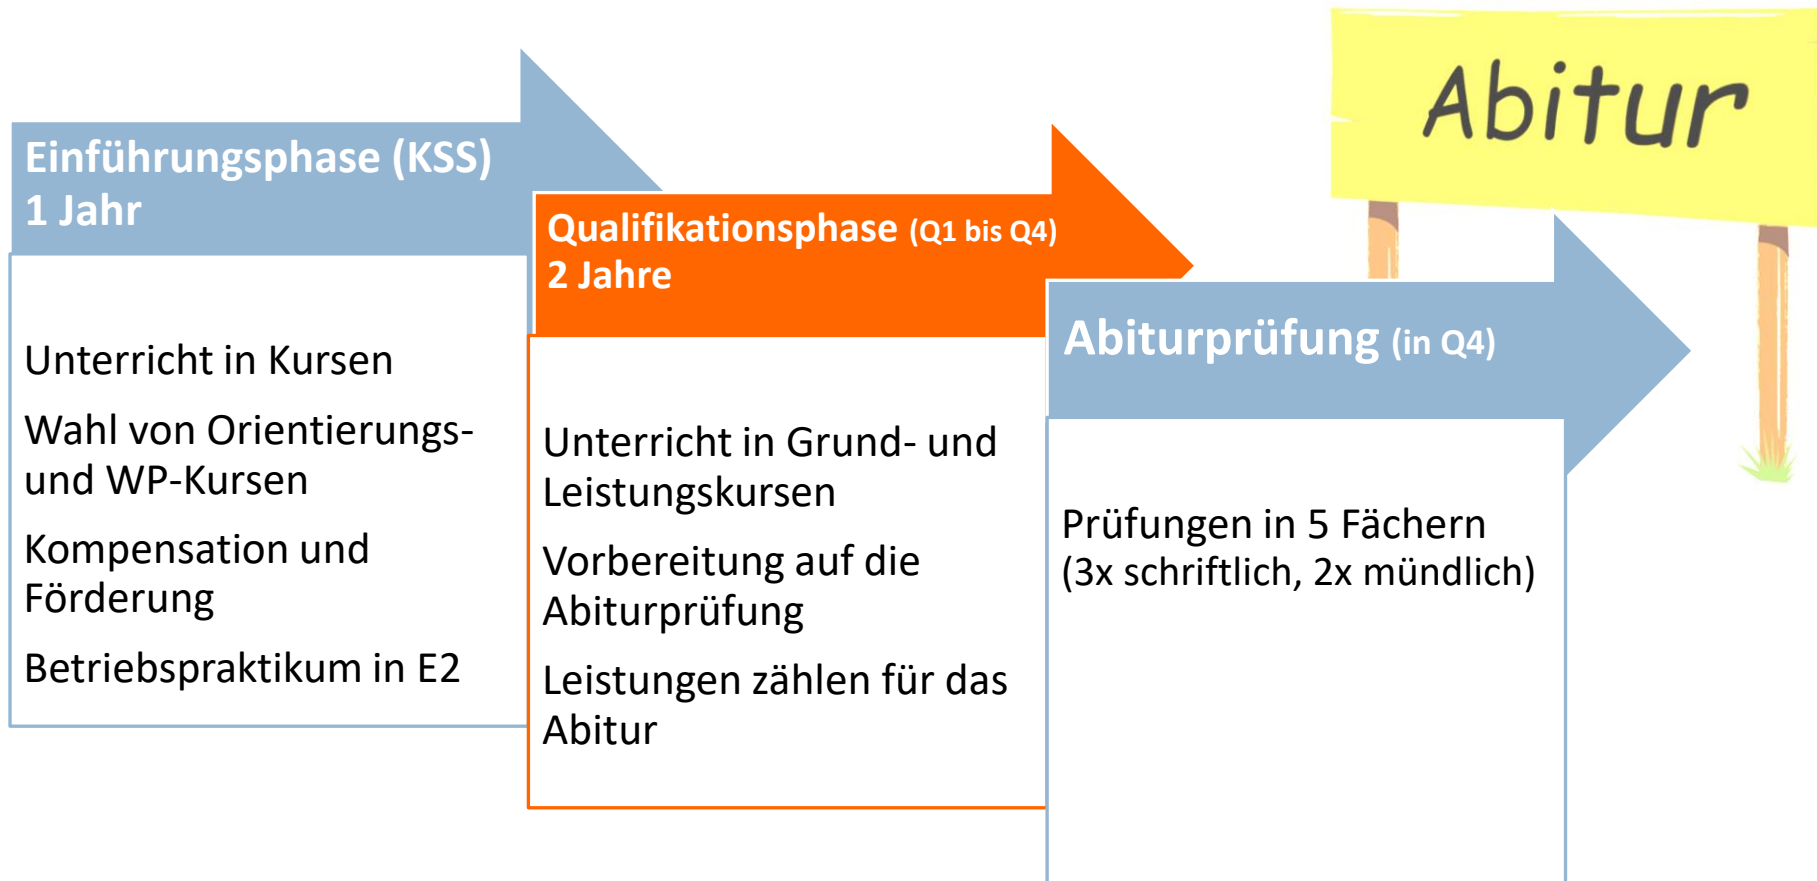 Abitur
Einführungsphase (KSS)
1 Jahr
Unterricht in Kursen
Wahl von Orientierungs-
und WP-Kursen
Kompensation und
Förderung
Betriebspraktikum in E2
Qualifikationsphase (Q1 bis Q4)
2 Jahre
Unterricht in Grund- und
Leistungskursen
Vorbereitung auf die
Abiturprüfung
Leistungen zählen für das
Abitur
Abiturprüfung (in Q4)
Prüfungen in 5 Fächern
(3x schriftlich, 2x mündlich)